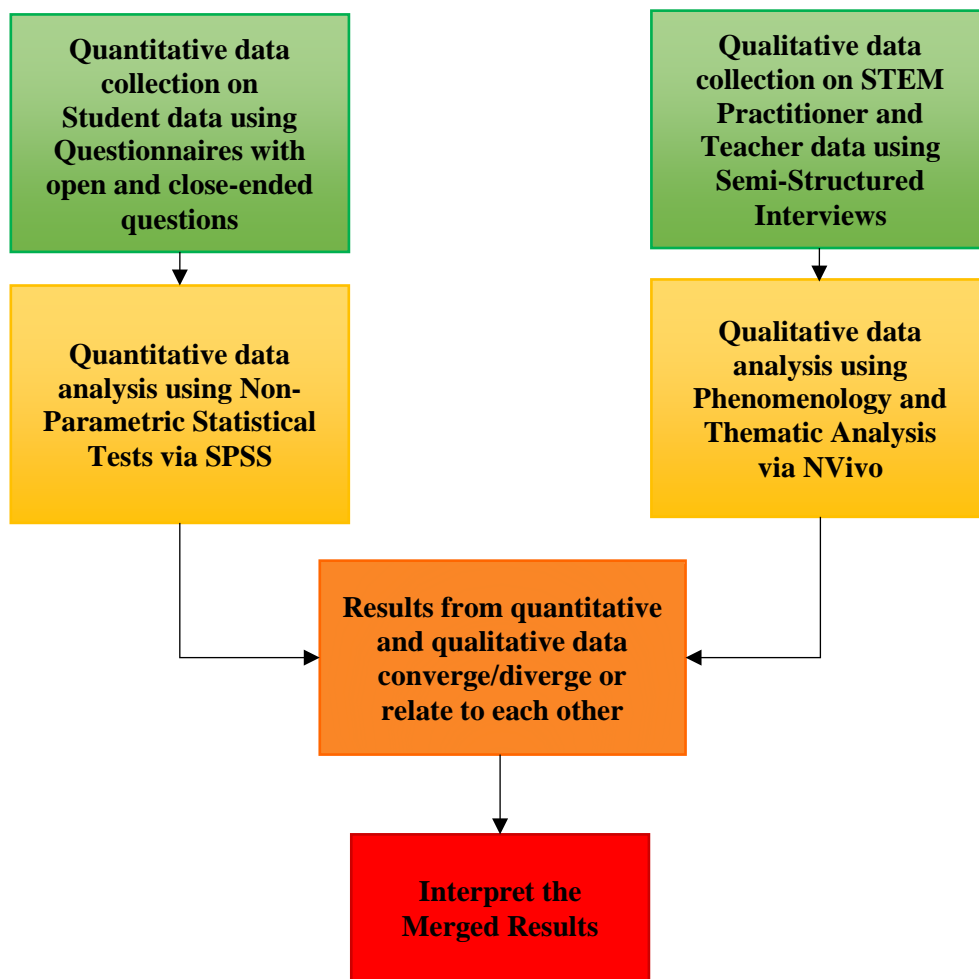 Quantitative data
collection on
Student data using
Questionnaires with
open and close-ended
questions
Qualitative data
collection on STEM
Practitioner and
Teacher data using
Semi-Structured
Interviews
Quantitative data
analysis using Non-
Parametric Statistical
Tests via SPSS
Qualitative data
analysis using
Phenomenology and
Thematic Analysis
via NVivo
Results from quantitative
and qualitative data
converge/diverge or
relate to each other
Interpret the
Merged Results